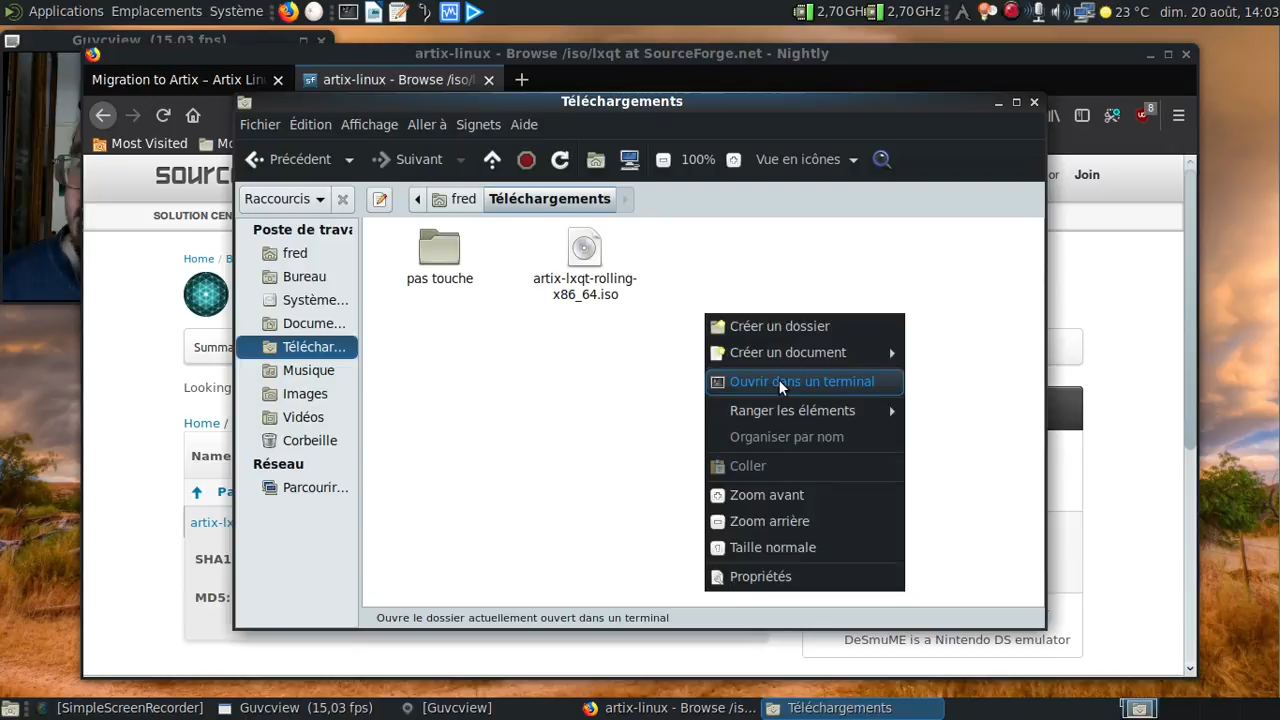 Applications Emplacements Système
2,70 GHz 2,70 GHz 23 °C dim. 20 août, 14:03
Guvcview (15,03 fps)
artix-linux - Browse /iso/lxqt at SourceForge.net - Nightly
Migration to Artix – Artix Lin
artix-linux - Browse /iso/l
8
Most Visited
Téléchargements
Fichier Édition Affichage Aller à Signets Aide
Précédent Suivant 100% Vue en icônes
Raccourcis
fred Téléchargements
Join
SOLUTION CEN
Poste de trava
fred
Bureau
Système...
Docume...
Téléchar...
Musique
Images
Vidéos
Corbeille
Réseau
Parcourir...
pas touche
artix-lxqt-rolling-
x86_64.iso
Créer un dossier
Créer un document
Ouvrir dans un terminal
Ranger les éléments
Organiser par nom
Coller
Zoom avant
Zoom arrière
Taille normale
Propriétés
Home / B
Summa
Looking
Home /
Name
Pa
artix-lx
SHA1
MD5:
Ouvre le dossier actuellement ouvert dans un terminal
DeSmuME is a Nintendo DS emulator
[SimpleScreenRecorder]
Guvcview (15,03 fps)
[Guvcview]
artix-linux - Browse /is...
Téléchargements